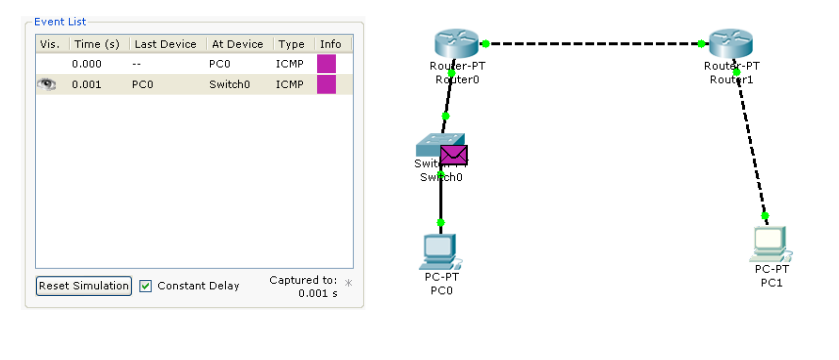 Event List
Vis. Time (s) Last Device At Device Type Info
0.000 -- PC0 ICMP
0.001 PC0 Switch0 ICMP
Reset Simulation Constant Delay Captured to: *
0.001 s
Router-PT
Router0
Router-PT
Router1
Switch-PT
Switch0
PC-PT
PC0
PC-PT
PC1